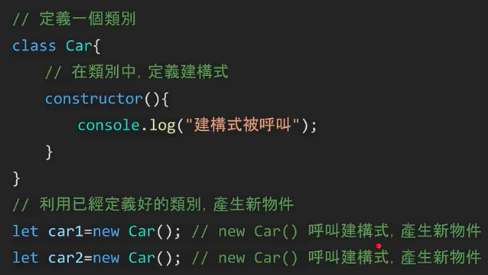 // 定義一個類別
class Car{
// 在類別中, 定義建構式
constructor(){
console.log("建構式被呼叫");
}
}
// 利用已經定義好的類別, 產生新物件
let car1=new Car(); // new Car() 呼叫建構式, 產生新物件
let car2=new Car(); // new Car() 呼叫建構式, 產生新物件